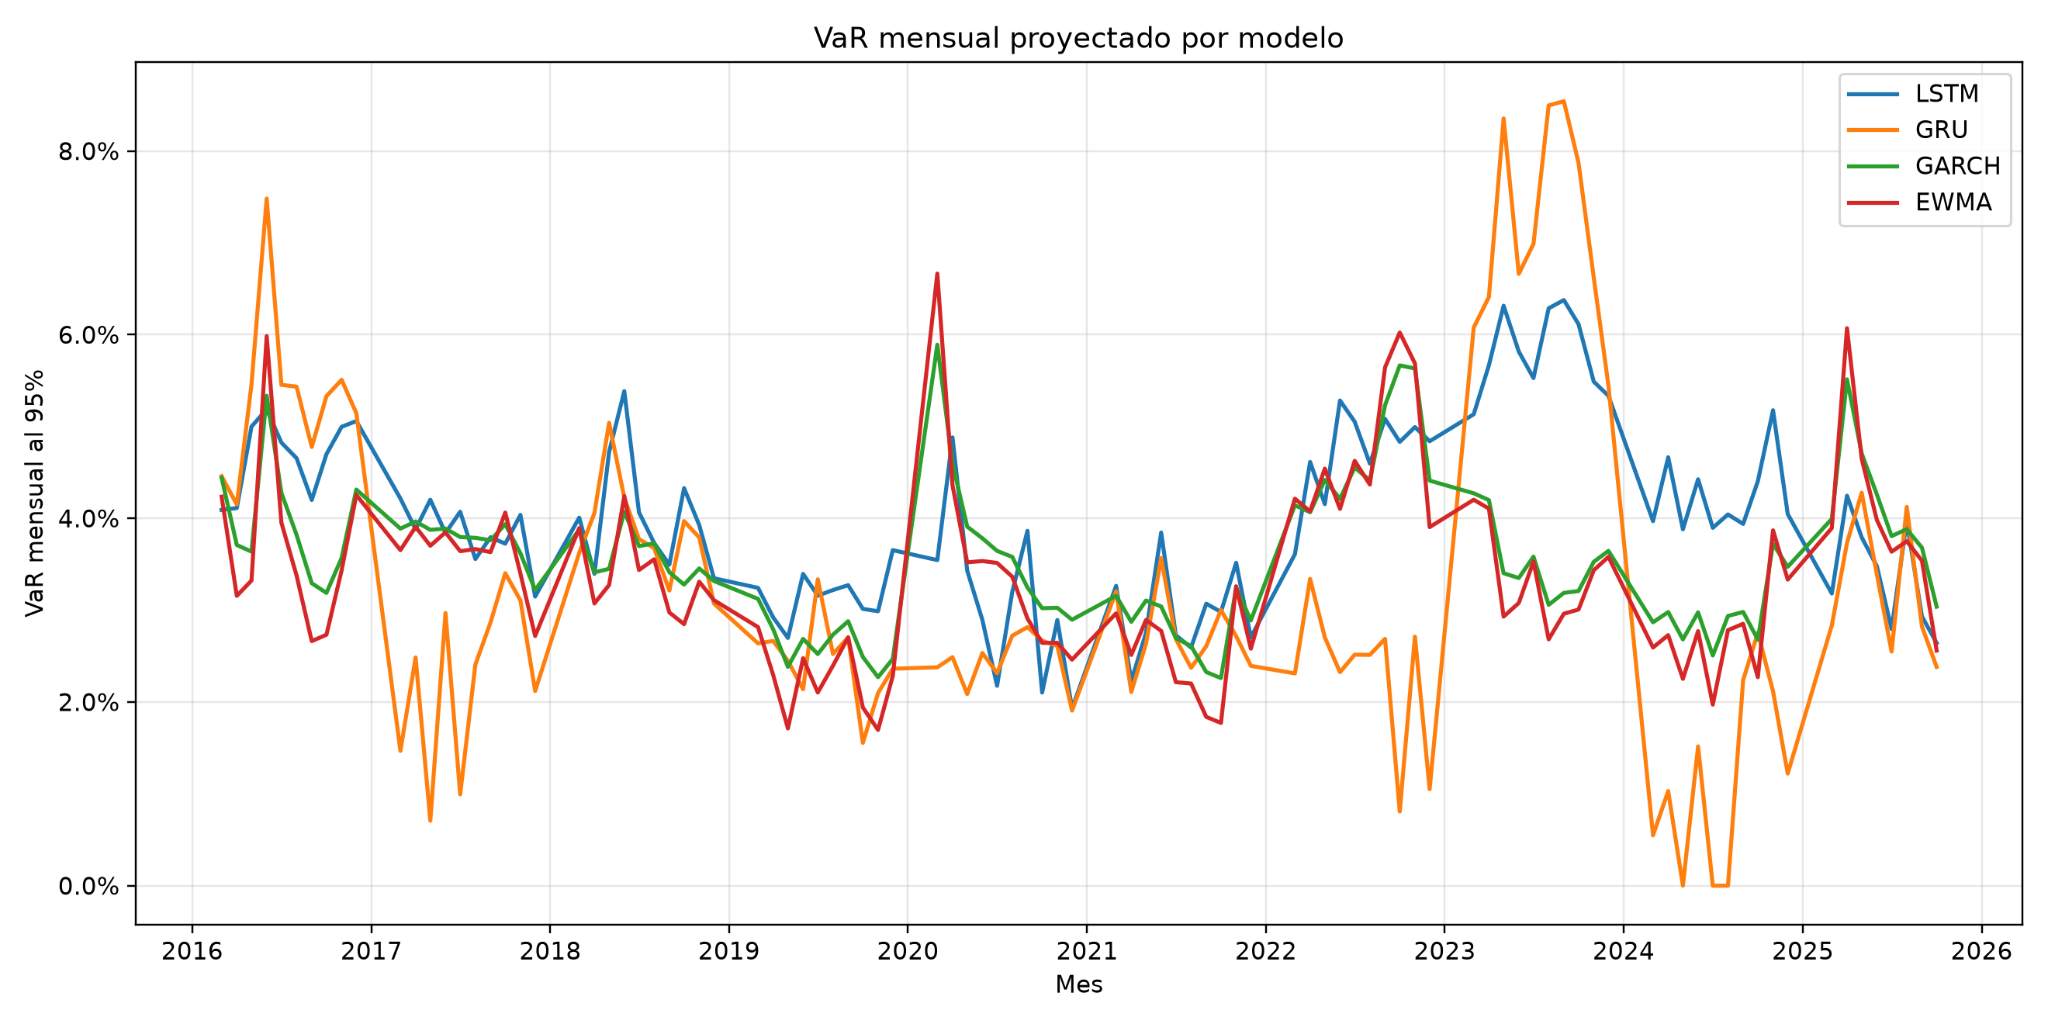 VaR mensual proyectado por modelo
LSTM
GRU
GARCH
EWMA
VaR mensual al 95%
8.0%
6.0%
4.0%
2.0%
0.0%
2016 2017 2018 2019 2020 2021 2022 2023 2024 2025 2026
Mes